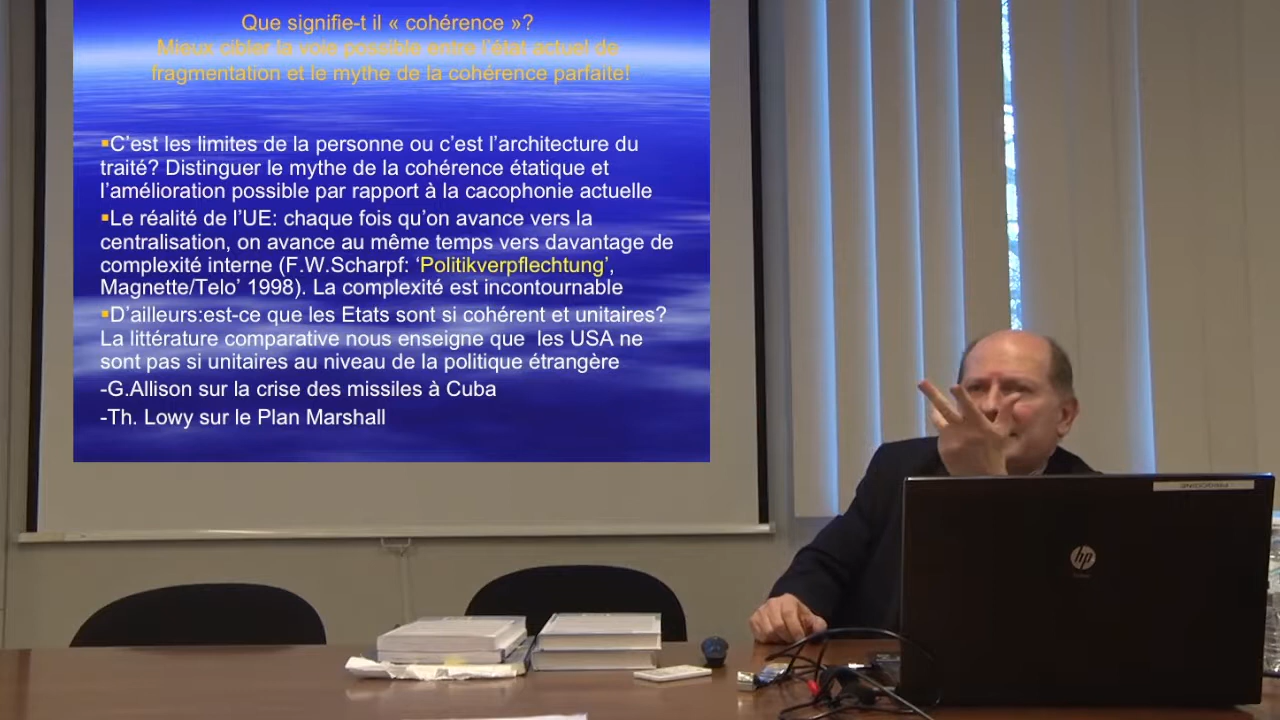 Que signifie-t il « cohérence »?
Mieux cibler la voie possible entre l'état actuel de
fragmentation et le mythe de la cohérence parfaite!
▪C'est les limites de la personne ou c'est l'architecture du
traité? Distinguer le mythe de la cohérence étatique et
l'amélioration possible par rapport à la cacophonie actuelle
▪Le réalité de l'UE: chaque fois qu'on avance vers la
centralisation, on avance au même temps vers davantage de
complexité interne (F.W.Scharpf: 'Politikverpflechtung',
Magnette/Telo' 1998). La complexité est incontournable
▪D'ailleurs:est-ce que les Etats sont si cohérent et unitaires?
La littérature comparative nous enseigne que les USA ne
sont pas si unitaires au niveau de la politique étrangère
-G.Allison sur la crise des missiles à Cuba
-Th. Lowy sur le Plan Marshall
hp